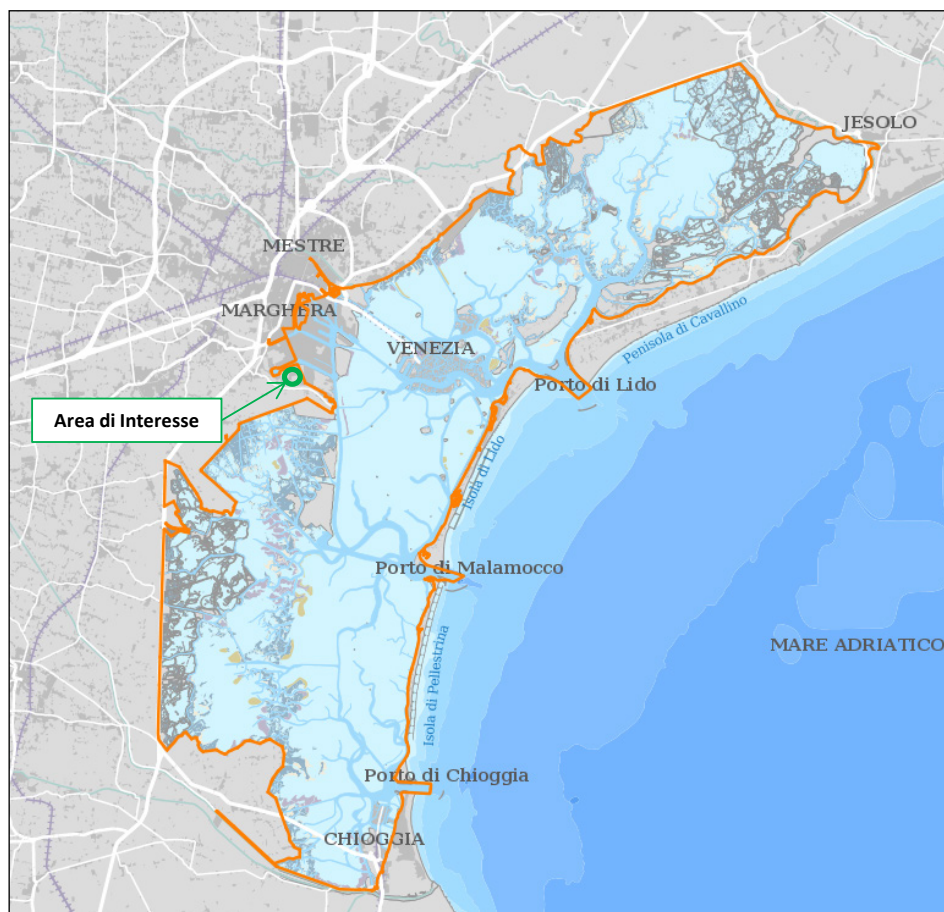 JESOLO
MESTRE
MARGHERA
VENEZIA
Penisola di Cavallino
Porto di Lido
Area di Interesse
Isola di Lido
Porto di Malamocco
MARE ADRIATICO
Isola di Pellestrina
Porto di Chioggia
CHIOGGIA